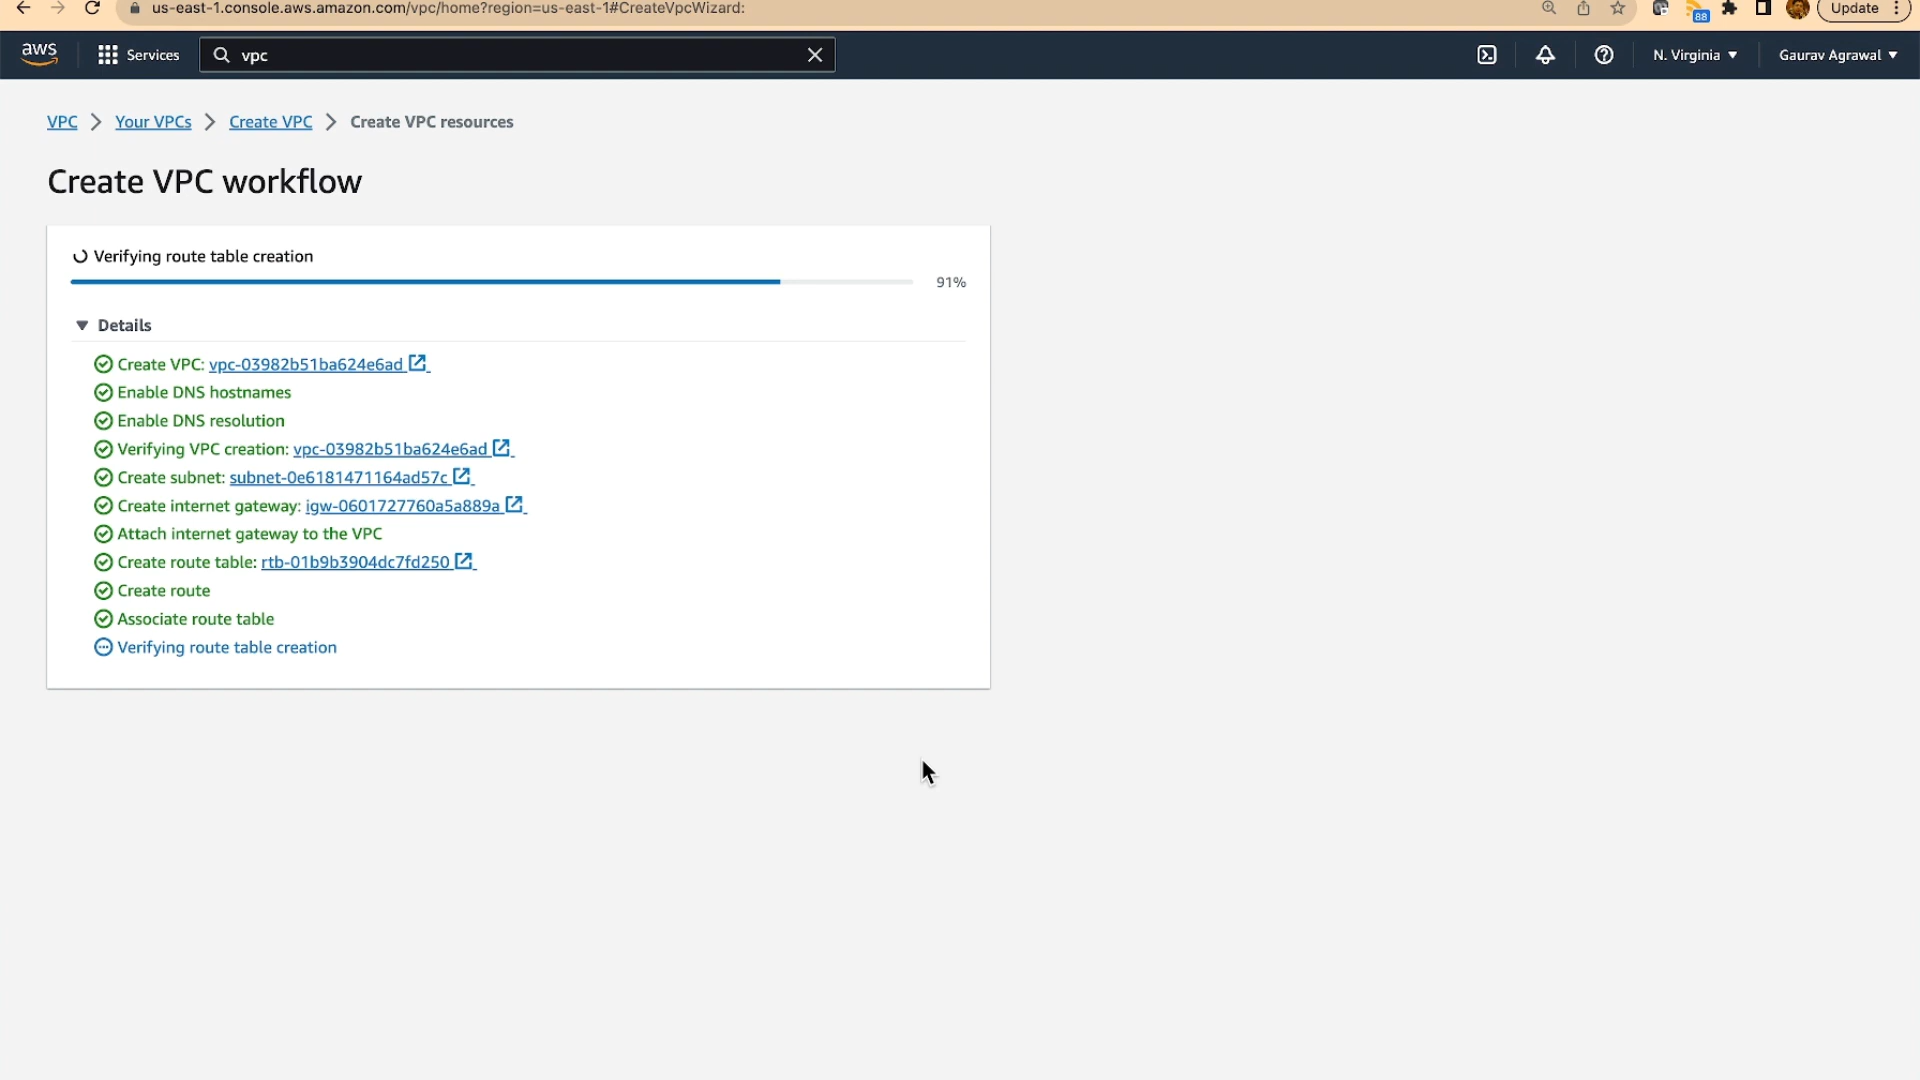 us-east-1.console.aws.amazon.com/vpc/home?region=us-east-1#CreateVpcWizard:
88
Update
aws
Services
vpc
N. Virginia
Gaurav Agrawal
VPC
Your VPCs
Create VPC
Create VPC resources
Create VPC workflow
Verifying route table creation
91%
Details
Create VPC: vpc-03982b51ba624e6ad
Enable DNS hostnames
Enable DNS resolution
Verifying VPC creation: vpc-03982b51ba624e6ad
Create subnet: subnet-0e6181471164ad57c
Create internet gateway: igw-0601727760a5a889a
Attach internet gateway to the VPC
Create route table: rtb-01b9b3904dc7fd250
Create route
Associate route table
Verifying route table creation